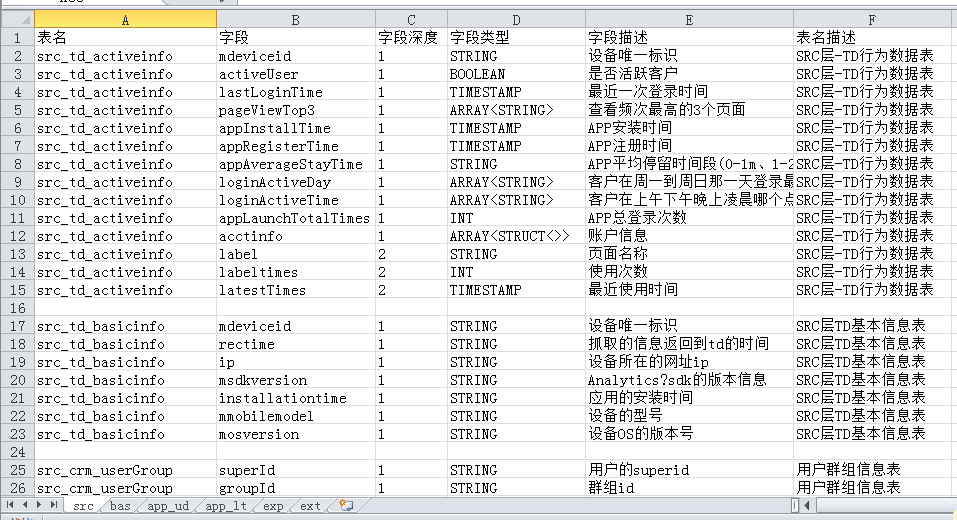 A B C D E F
1 表名 字段 字段深度 字段类型 字段描述 表名描述
2 src_td_activeinfo mdeviceid 1 STRING 设备唯一标识 SRC层-TD行为数据表
3 src_td_activeinfo activeUser 1 BOOLEAN 是否活跃客户 SRC层-TD行为数据表
4 src_td_activeinfo lastLoginTime 1 TIMESTAMP 最近一次登录时间 SRC层-TD行为数据表
5 src_td_activeinfo pageViewTop3 1 ARRAY<STRING> 查看频次最高的3个页面 SRC层-TD行为数据表
6 src_td_activeinfo appInstallTime 1 TIMESTAMP APP安装时间 SRC层-TD行为数据表
7 src_td_activeinfo appRegisterTime 1 TIMESTAMP APP注册时间 SRC层-TD行为数据表
8 src_td_activeinfo appAverageStayTime 1 STRING APP平均停留时间段(0-1m、1-2 SRC层-TD行为数据表
9 src_td_activeinfo loginActiveDay 1 ARRAY<STRING> 客户在周一到周日那一天登录最 SRC层-TD行为数据表
10 src_td_activeinfo loginActiveTime 1 ARRAY<STRING> 客户在上午下午晚上凌晨哪个点 SRC层-TD行为数据表
11 src_td_activeinfo appLaunchTotalTimes 1 INT APP总登录次数 SRC层-TD行为数据表
12 src_td_activeinfo acctinfo 1 ARRAY<STRUCT<>> 账户信息 SRC层-TD行为数据表
13 src_td_activeinfo label 2 STRING 页面名称 SRC层-TD行为数据表
14 src_td_activeinfo labeltimes 2 INT 使用次数 SRC层-TD行为数据表
15 src_td_activeinfo latestTimes 2 TIMESTAMP 最近使用时间 SRC层-TD行为数据表
16
17 src_td_basicinfo mdeviceid 1 STRING 设备唯一标识 SRC层TD基本信息表
18 src_td_basicinfo rectime 1 STRING 抓取的信息返回到td的时间 SRC层TD基本信息表
19 src_td_basicinfo ip 1 STRING 设备所在的网址ip SRC层TD基本信息表
20 src_td_basicinfo msdkversion 1 STRING Analytics?sdk的版本信息 SRC层TD基本信息表
21 src_td_basicinfo installationtime 1 STRING 应用的安装时间 SRC层TD基本信息表
22 src_td_basicinfo mmobilemodel 1 STRING 设备的型号 SRC层TD基本信息表
23 src_td_basicinfo mosversion 1 STRING 设备OS的版本号 SRC层TD基本信息表
24
25 src_crm_userGroup superId 1 STRING 用户的superid 用户群组信息表
26 src_crm_userGroup groupId 1 STRING 群组id 用户群组信息表
src bas app_ud app_lt exp ext